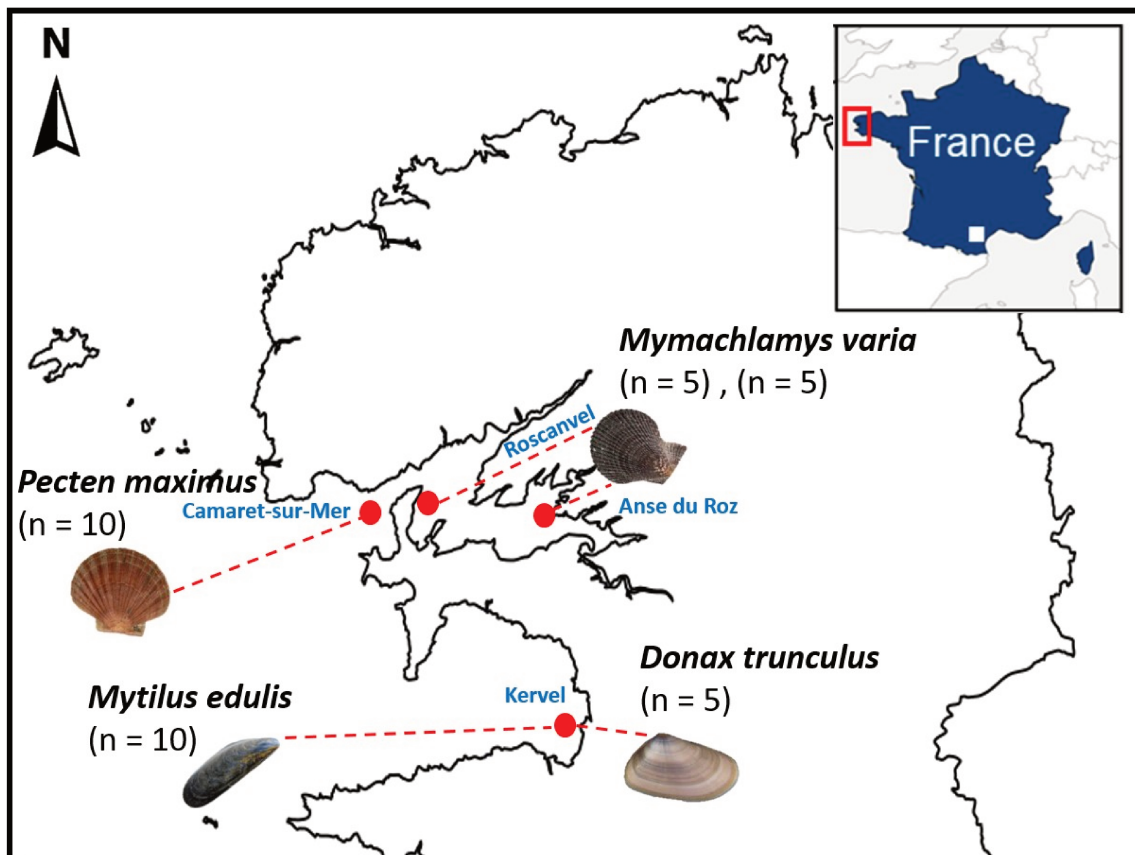 N
France
Mymachlamys varia
(n = 5) , (n = 5)
Roscanvel
Pecten maximus
(n = 10)
Camaret-sur-Mer
Anse du Roz
Donax trunculus
(n = 5)
Kervel
Mytilus edulis
(n = 10)